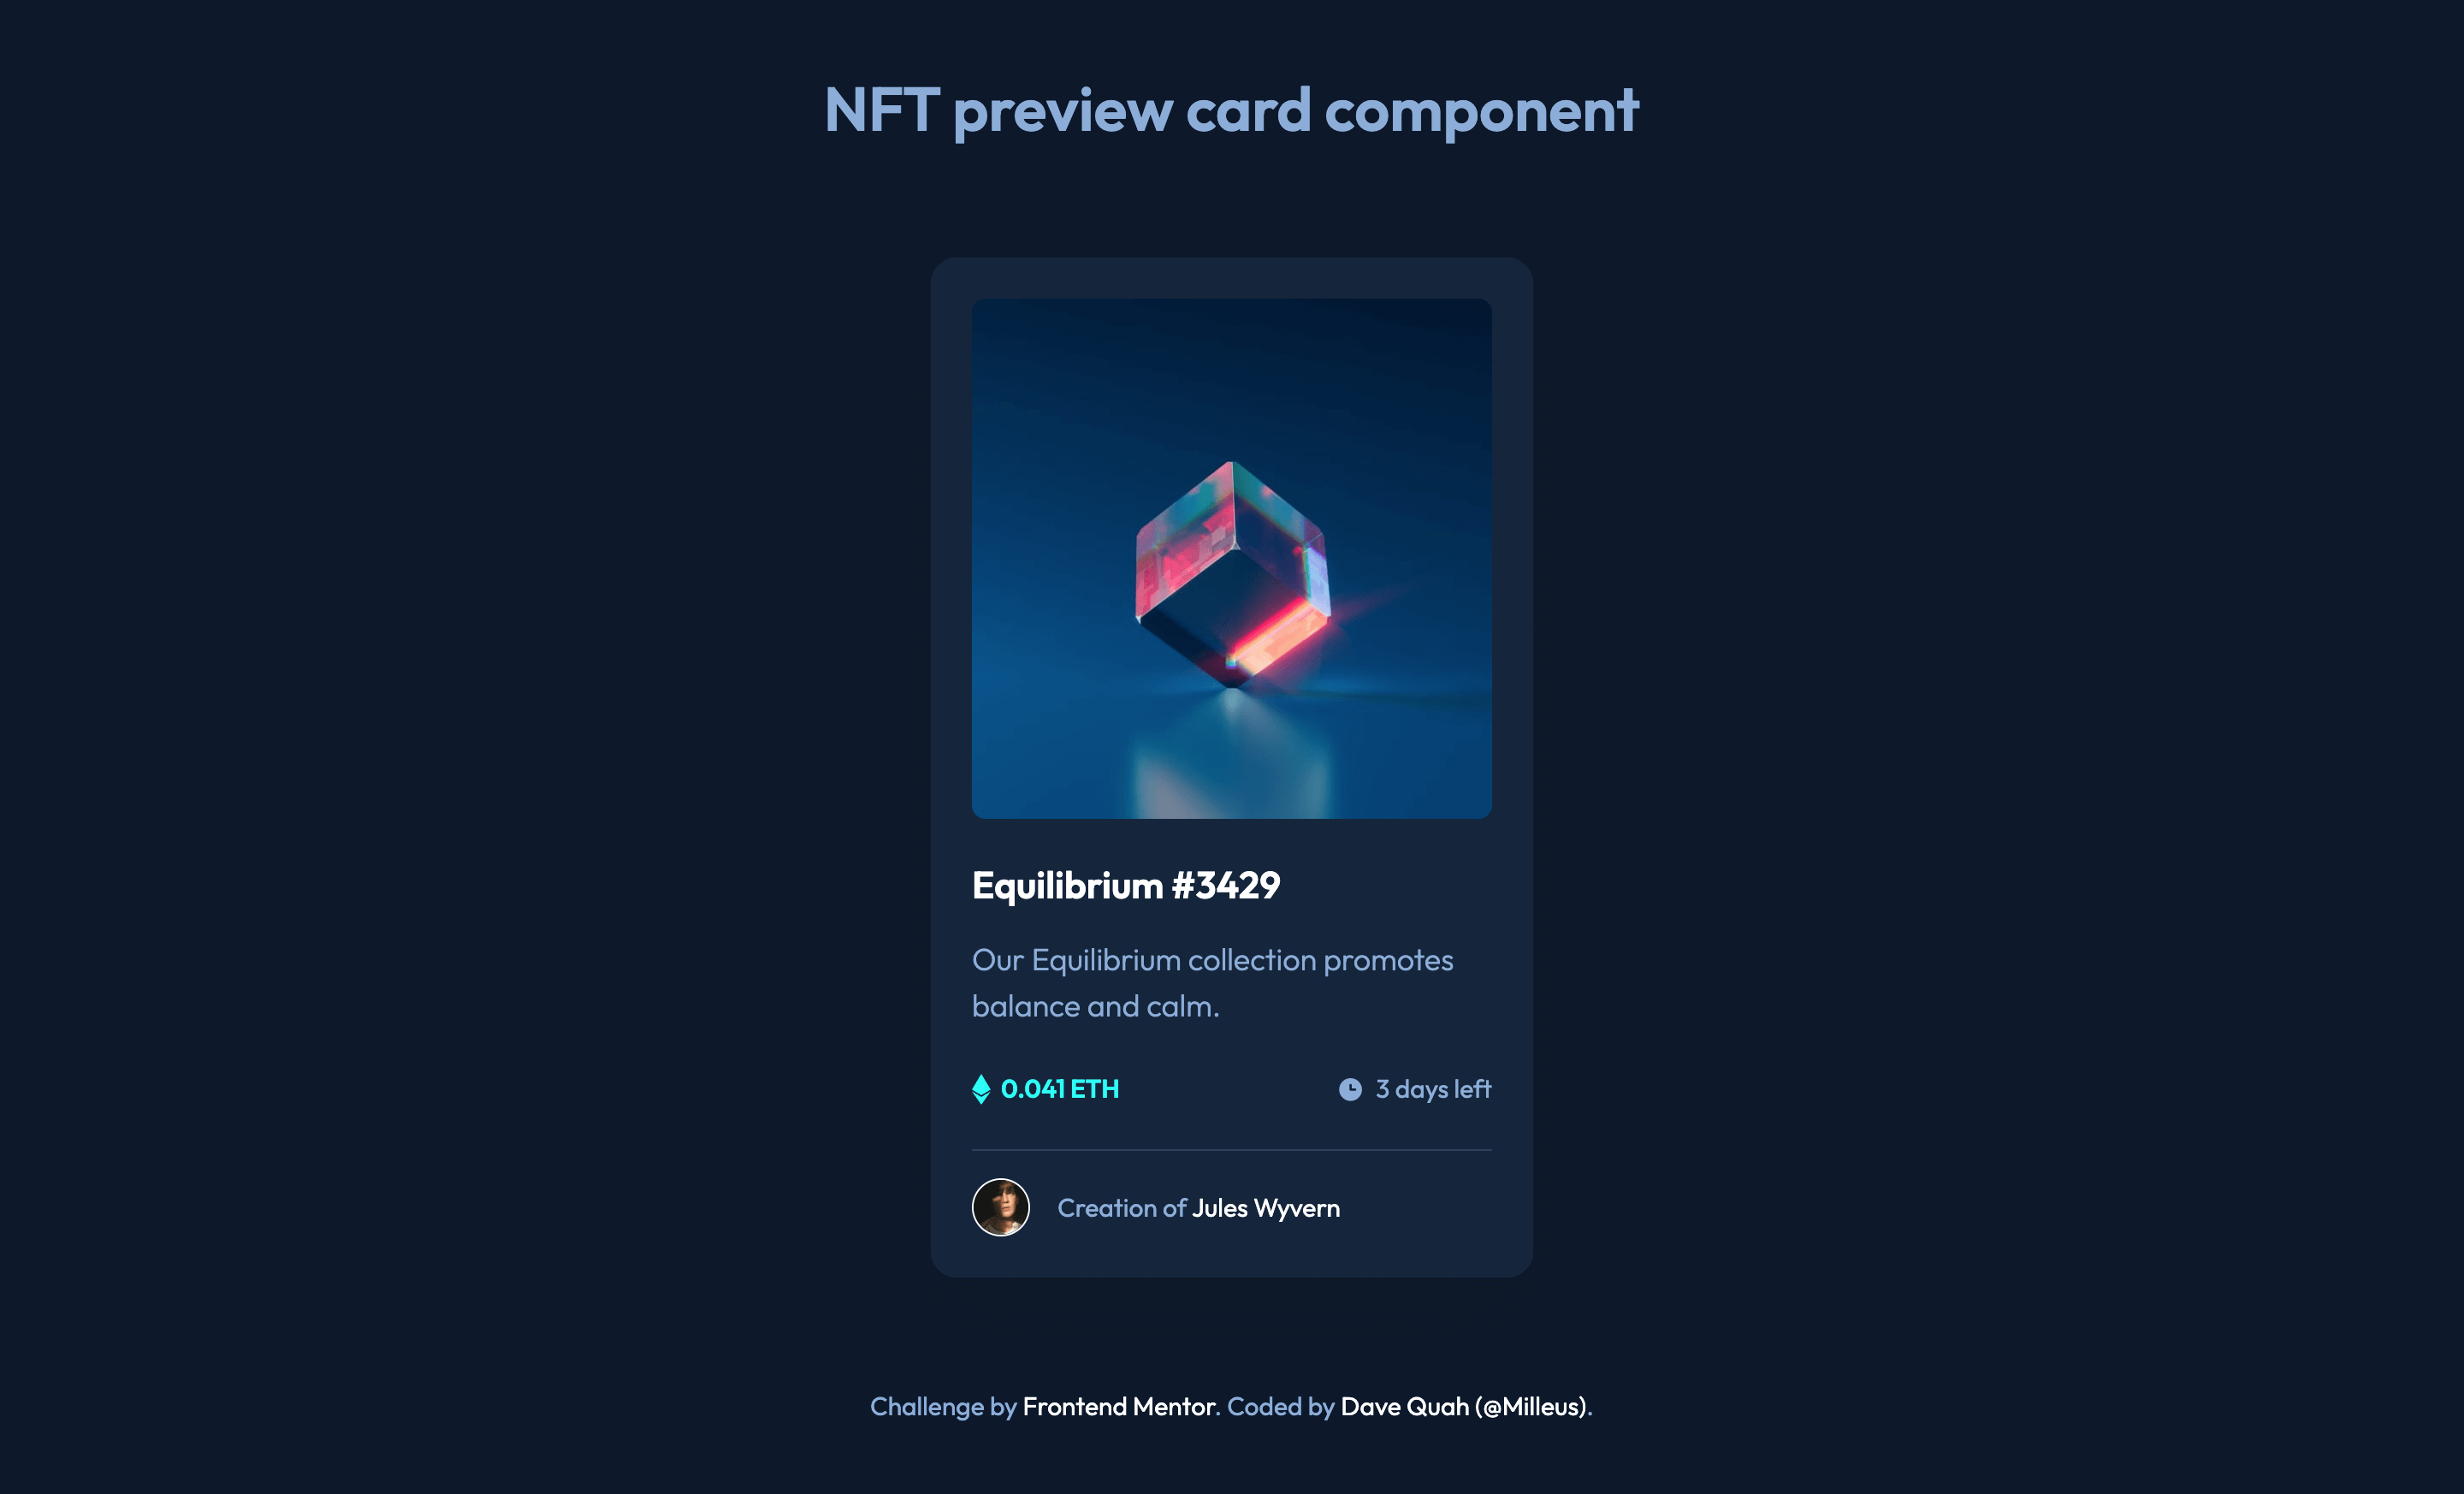 NFT preview card component
Equilibrium #3429
Our Equilibrium collection promotes
balance and calm.
0.041 ETH
3 days left
Creation of Jules Wyvern
Challenge by Frontend Mentor. Coded by Dave Quah (@Milleus).